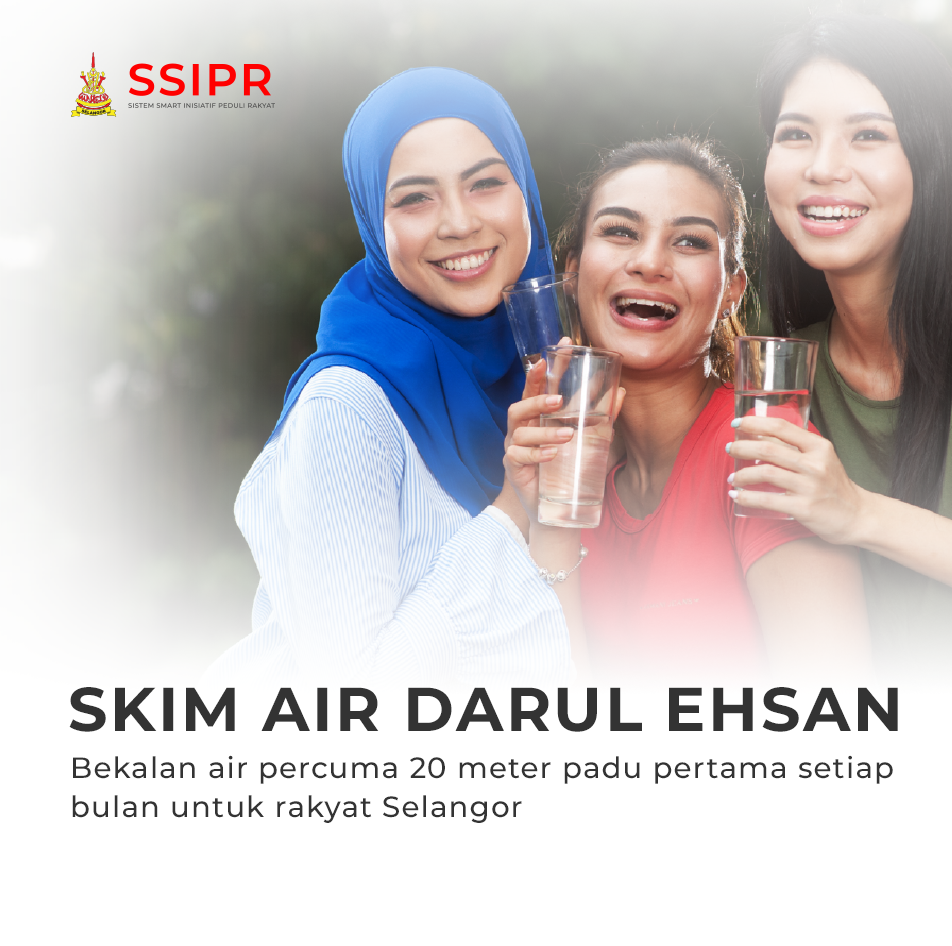 SSIPR
SISTEM SMART INISIATIF PEDULI RAKYAT
SELANGOR
SKIM AIR DARUL EHSAN
Bekalan air percuma 20 meter padu pertama setiap
bulan untuk rakyat Selangor